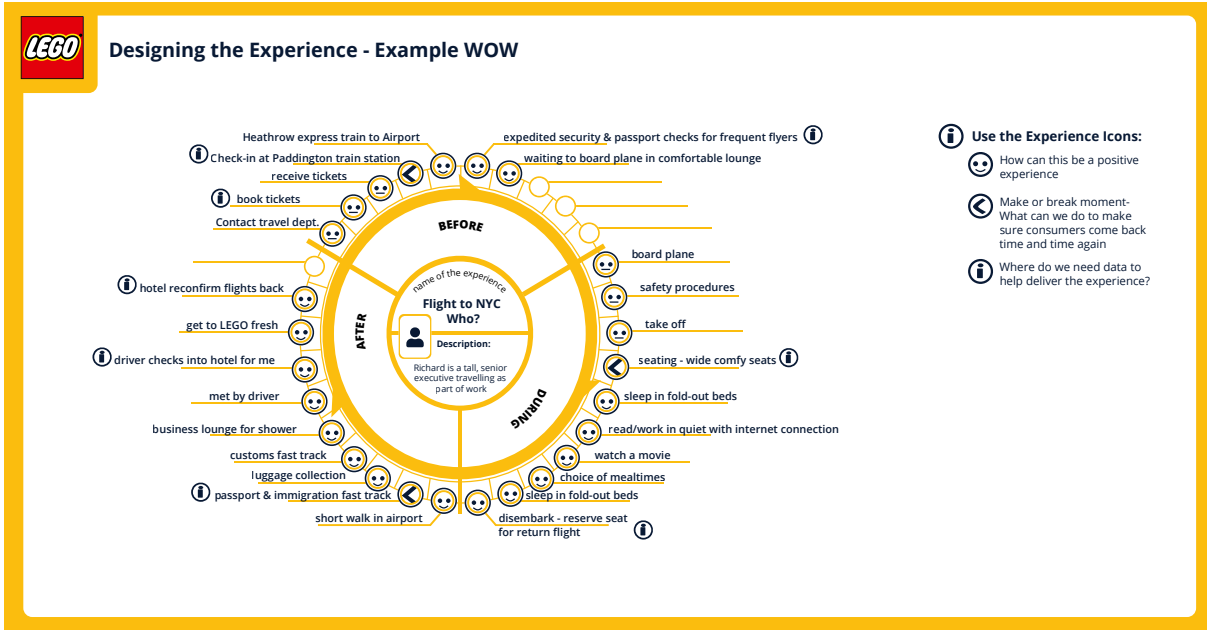 LEGO
Designing the Experience - Example WOW
Heathrow express train to Airport
Check-in at Paddington train station
receive tickets
book tickets
Contact travel dept.
expedited security & passport checks for frequent flyers
waiting to board plane in comfortable lounge
board plane
safety procedures
take off
seating - wide comfy seats
sleep in fold-out beds
read/work in quiet with internet connection
watch a movie
choice of mealtimes
sleep in fold-out beds
disembark - reserve seat
for return flight
short walk in airport
passport & immigration fast track
luggage collection
customs fast track
business lounge for shower
met by driver
driver checks into hotel for me
get to LEGO fresh
hotel reconfirm flights back
BEFORE
DURING
AFTER
name of the experience
Flight to NYC
Who?
Description:
Richard is a tall, senior
executive travelling as
part of work
Use the Experience Icons:
How can this be a positive
experience
Make or break moment-
What can we do to make
sure consumers come back
time and time again
Where do we need data to
help deliver the experience?